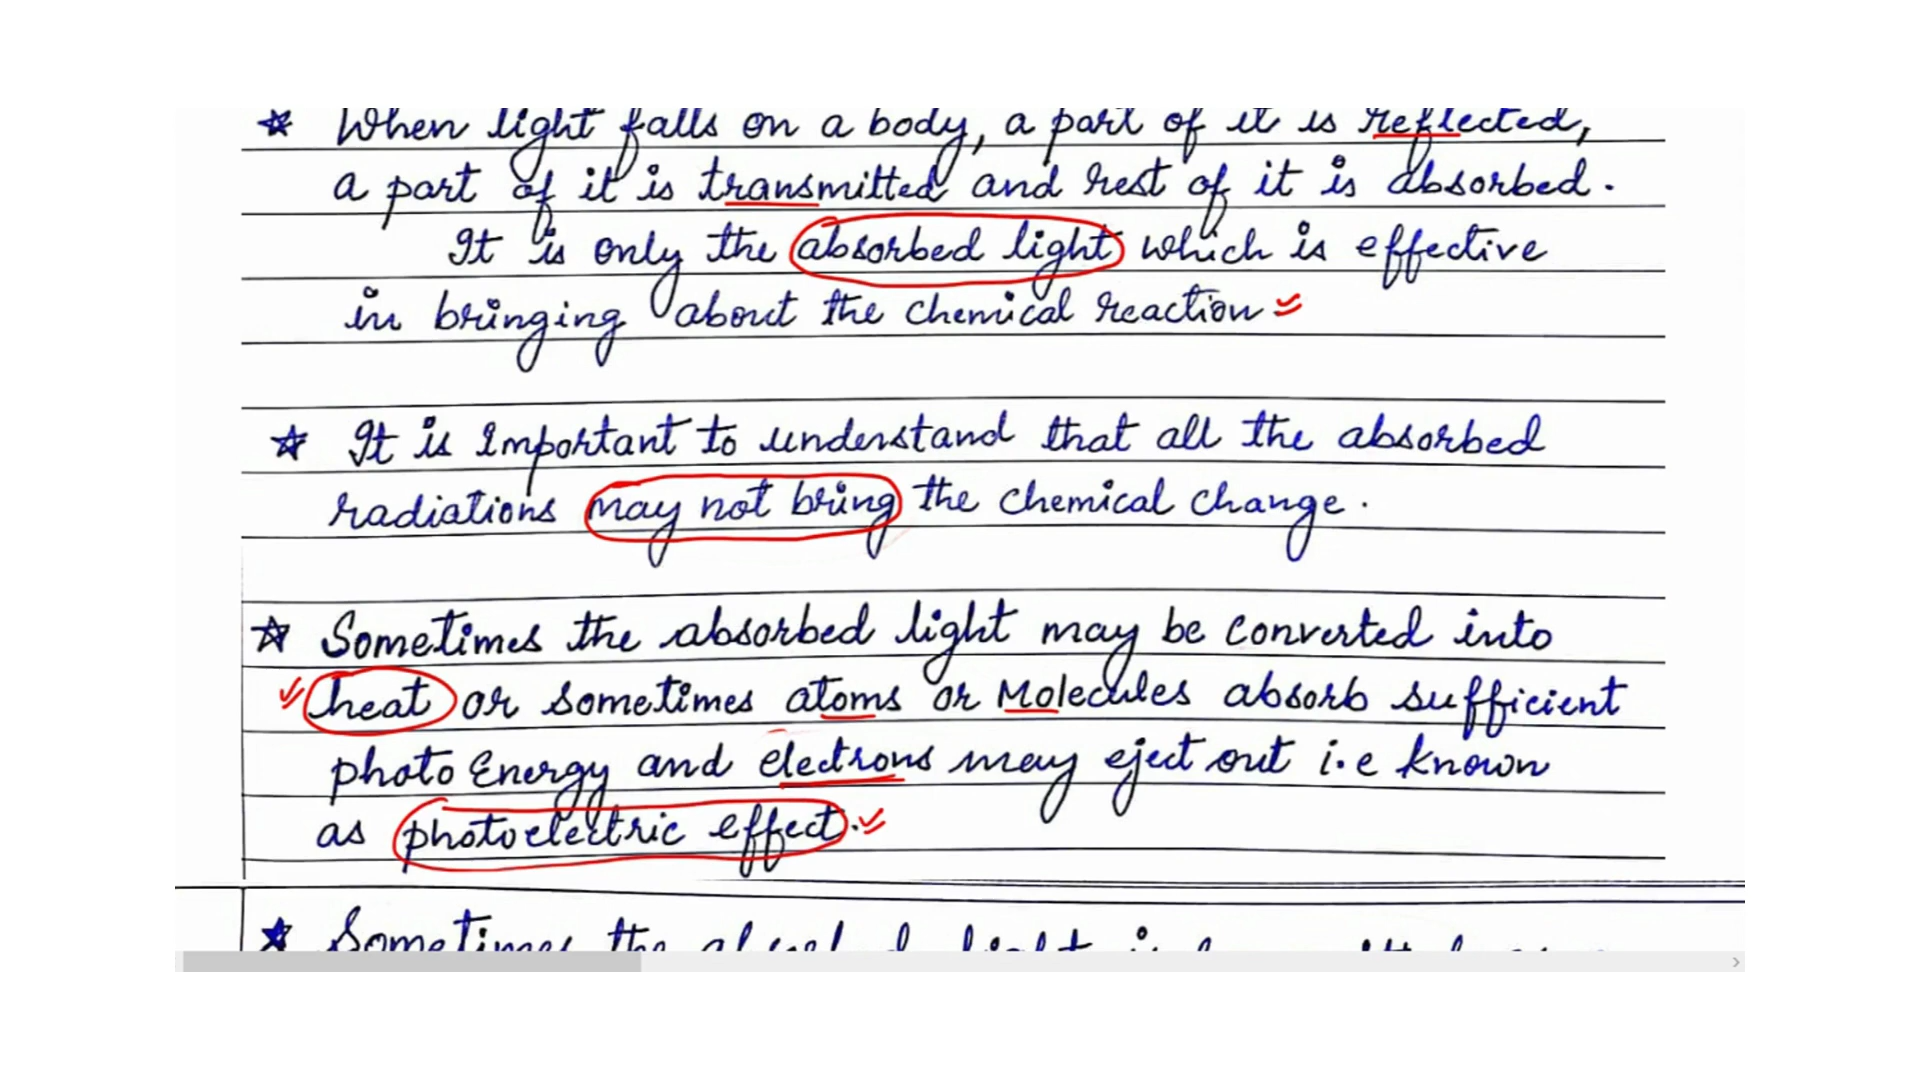 ☆ When light falls on a body, a part of it is reflected,
a part of it is transmitted and rest of it is absorbed.
It is only the absorbed light which is effective
in bringing about the chemical reaction
☆ It is Important to understand that all the absorbed
radiations may not bring the chemical change.
☆ Sometimes the absorbed light may be converted into
heat or sometimes atoms or Molecules absorb sufficient
photo Energy and electrons may eject out i.e known
as photoelectric effect.
☆ Sometimes the light is